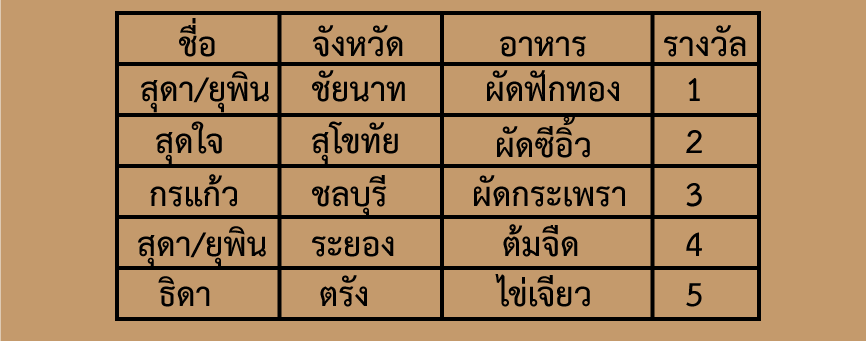 ชื่อ จังหวัด อาหาร รางวัล
สุดา/ยุพิน ชัยนาท ผัดฟักทอง 1
สุดใจ สุโขทัย ผัดซีอิ้ว 2
กรแก้ว ชลบุรี ผัดกระเพรา 3
สุดา/ยุพิน ระยอง ต้มจืด 4
ธิดา ตรัง ไข่เจียว 5